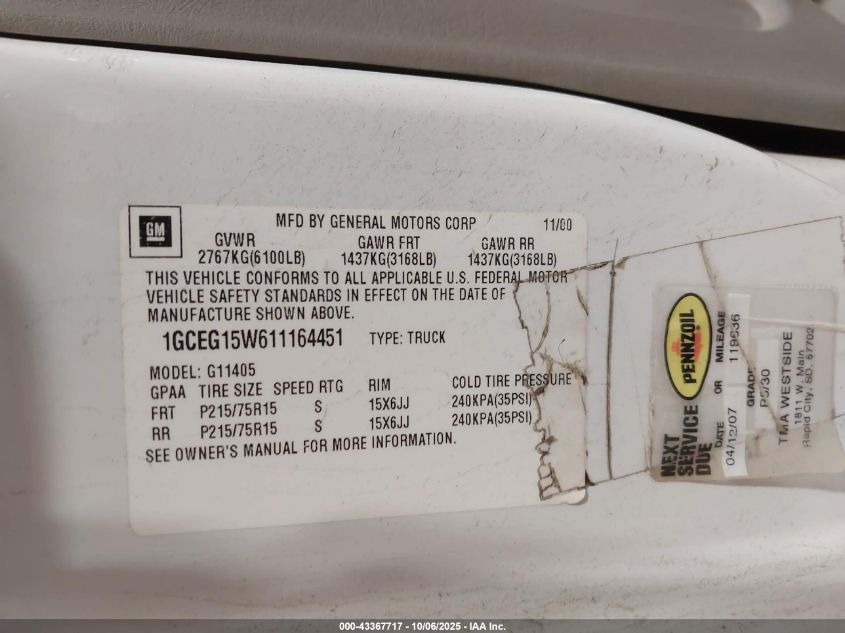 GM
MFD BY GENERAL MOTORS CORP 11/00
GVWR GAWR FRT GAWR RR
2767KG(6100LB) 1437KG(3168LB) 1437KG(3168LB)
THIS VEHICLE CONFORMS TO ALL APPLICABLE U.S. FEDERAL MOTOR
VEHICLE SAFETY STANDARDS IN EFFECT ON THE DATE OF
MANUFACTURE SHOWN ABOVE.
1GCEG15W611164451 TYPE: TRUCK
MODEL: G11405
GPAA TIRE SIZE SPEED RTG RIM COLD TIRE PRESSURE
FRT P215/75R15 S 15X6JJ 240KPA(35PSI)
RR P215/75R15 S 15X6JJ 240KPA(35PSI)
SEE OWNER'S MANUAL FOR MORE INFORMATION.
PENNZOIL
NEXT
SERVICE
DUE
DATE OR MILEAGE
04/12/07 119636
GRADE
P5/30
TMA WESTSIDE
1811 W. Main
Rapid City, SD. 57702
000-43367717 - 10/06/2025 - IAA Inc.